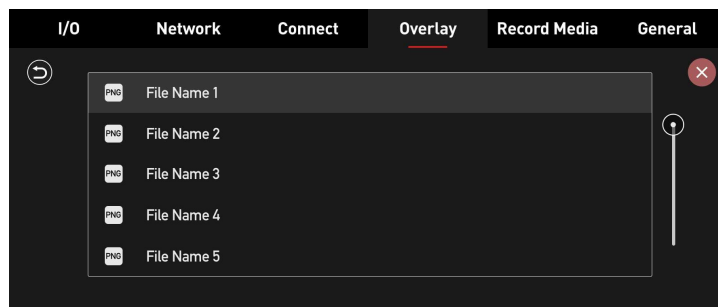 I/O Network Connect Overlay Record Media General
PNG File Name 1
PNG File Name 2
PNG File Name 3
PNG File Name 4
PNG File Name 5